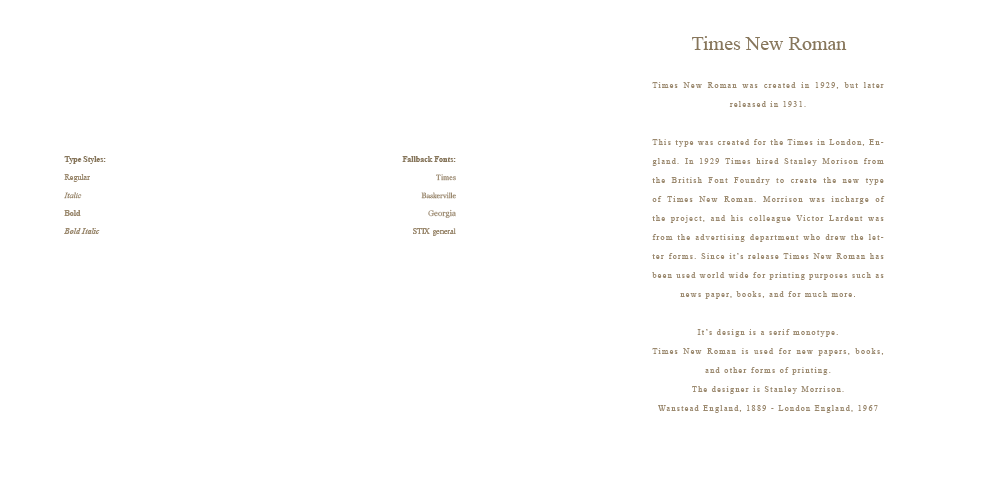 Type Styles:
Regular
Italic
Bold
Bold Italic
Fallback Fonts:
Times
Baskerville
Georgia
STIX general
Times New Roman
Times New Roman was created in 1929, but later
released in 1931.
This type was created for the Times in London, En-
gland. In 1929 Times hired Stanley Morison from
the British Font Foundry to create the new type
of Times New Roman. Morrison was incharge of
the project, and his colleague Victor Lardent was
from the advertising department who drew the let-
ter forms. Since it's release Times New Roman has
been used world wide for printing purposes such as
news paper, books, and for much more.
It's design is a serif monotype.
Times New Roman is used for new papers, books,
and other forms of printing.
The designer is Stanley Morrison.
Wanstead England, 1889 - London England, 1967